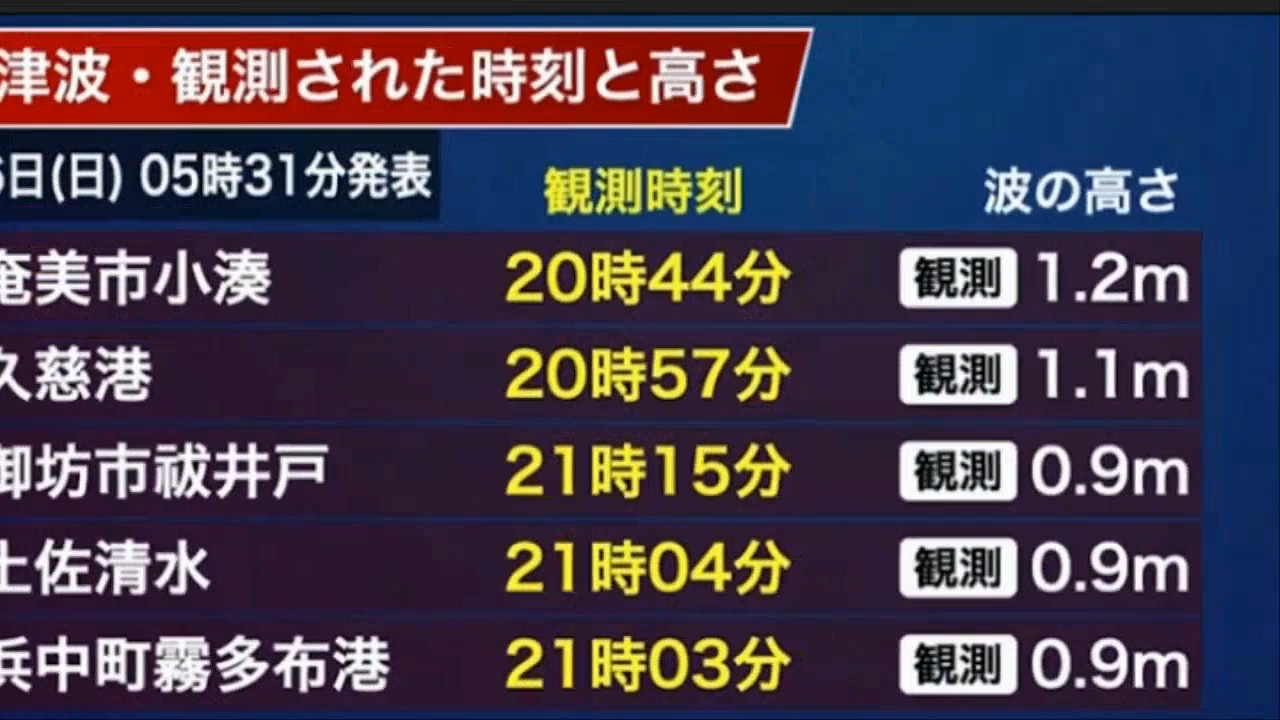 津波・観測された時刻と高さ
6日(日) 05時31分発表 観測時刻 波の高さ
奄美市小湊 20時44分 観測 1.2m
久慈港 20時57分 観測 1.1m
御坊市祓井戸 21時15分 観測 0.9m
土佐清水 21時04分 観測 0.9m
浜中町霧多布港 21時03分 観測 0.9m